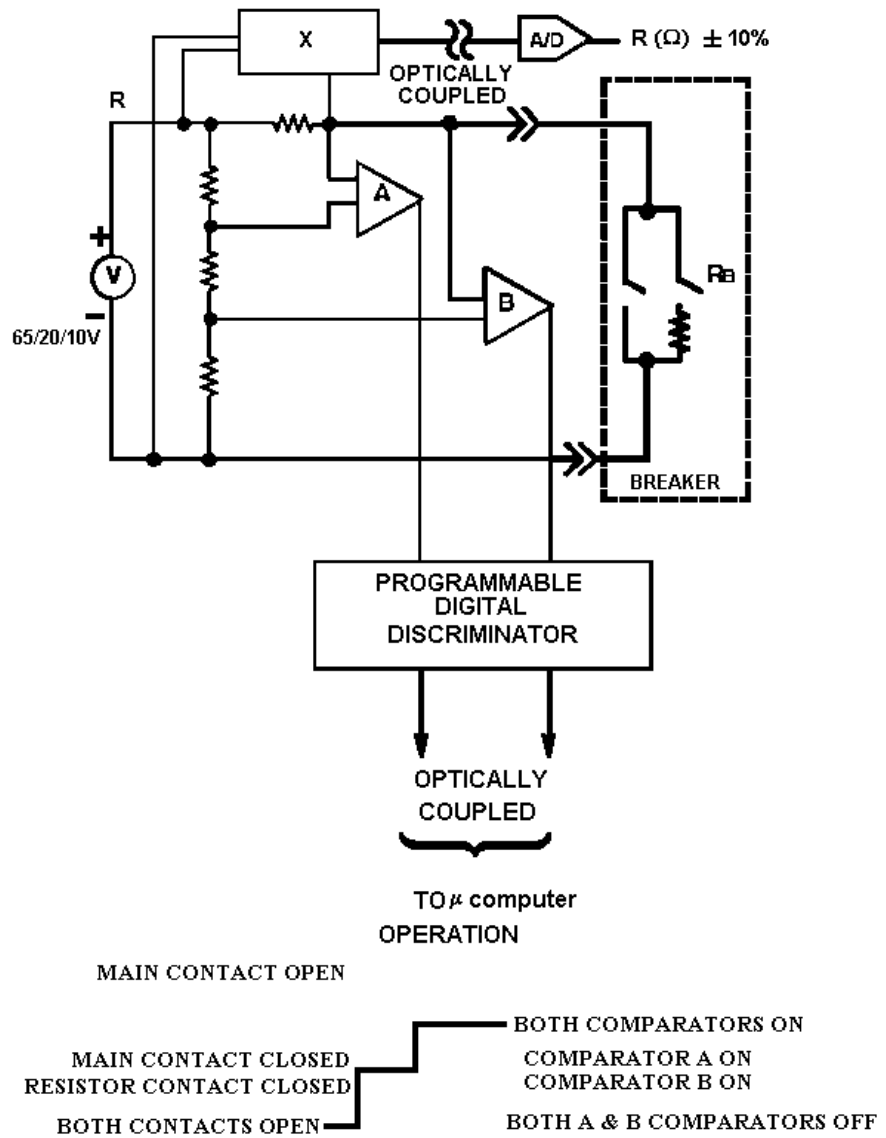 X
A/D
R (Ω) ± 10%
OPTICALLY
COUPLED
R
A
+
V
−
65/20/10V
B
RB
BREAKER
PROGRAMMABLE
DIGITAL
DISCRIMINATOR
OPTICALLY
COUPLED
TO μ computer
OPERATION
MAIN CONTACT OPEN
BOTH COMPARATORS ON
MAIN CONTACT CLOSED
COMPARATOR A ON
RESISTOR CONTACT CLOSED
COMPARATOR B ON
BOTH CONTACTS OPEN
BOTH A & B COMPARATORS OFF